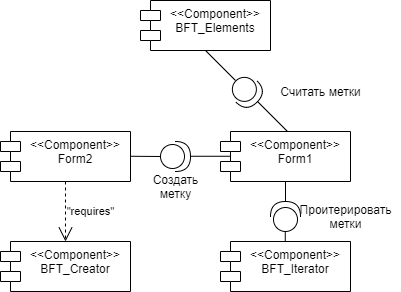 <<Component>>
BFT_Elements
Считать метки
<<Component>>
Form2
<<Component>>
Form1
Создать
метку
"requires"
Проитерировать
метки
<<Component>>
BFT_Creator
<<Component>>
BFT_Iterator